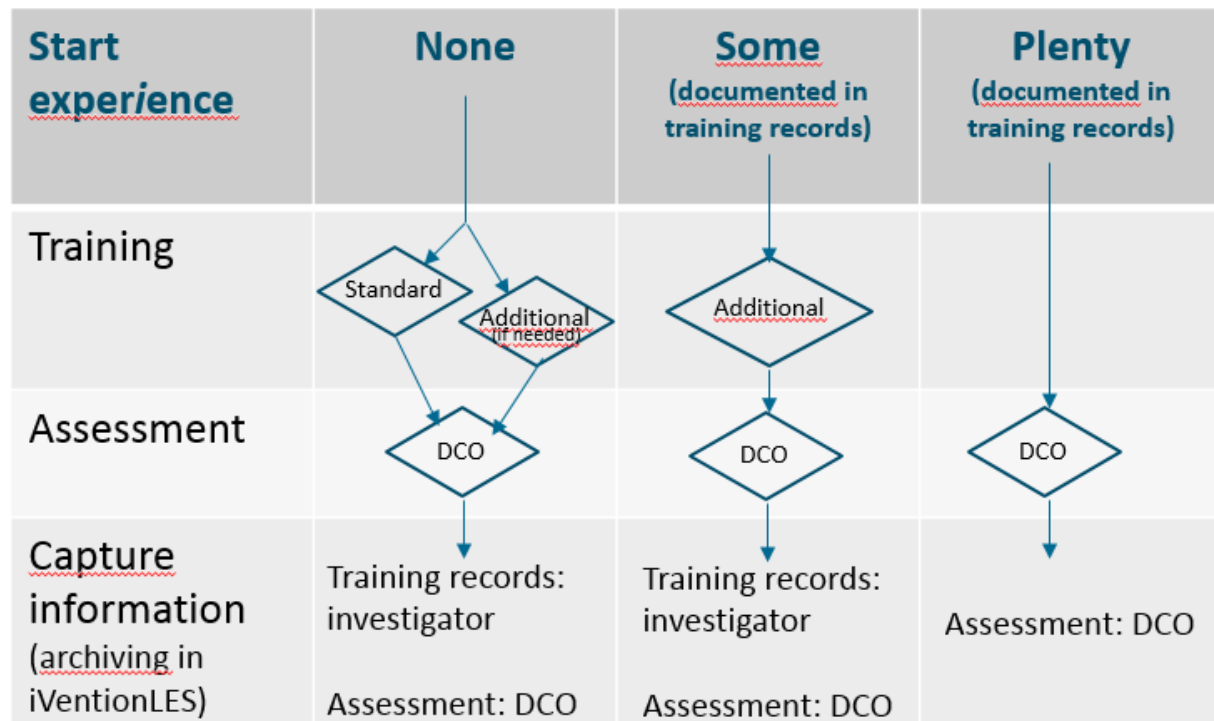 Start
experience
None
Some
(documented in
training records)
Plenty
(documented in
training records)
Training
Standard
Additional
(if needed)
Additional
Assessment
DCO
DCO
DCO
Capture
information
(archiving in
iVentionLES)
Training records:
investigator
Assessment: DCO
Training records:
investigator
Assessment: DCO
Assessment: DCO